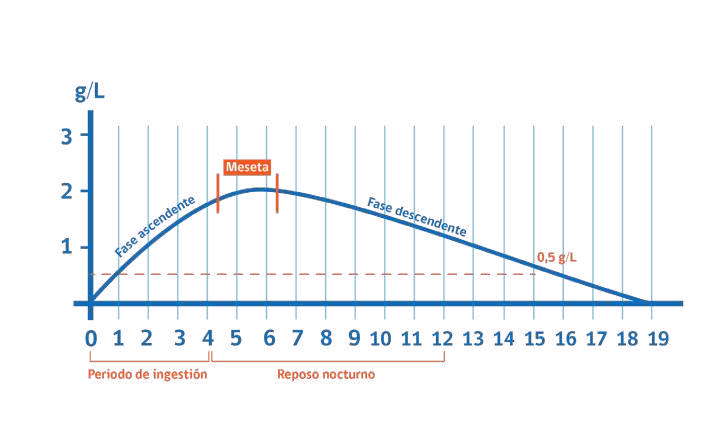 g/L
3
Meseta
2
Fase ascendente
Fase descendente
1
0,5 g/L
0 1 2 3 4 5 6 7 8 9 10 11 12 13 14 15 16 17 18 19
Periodo de ingestión
Reposo nocturno